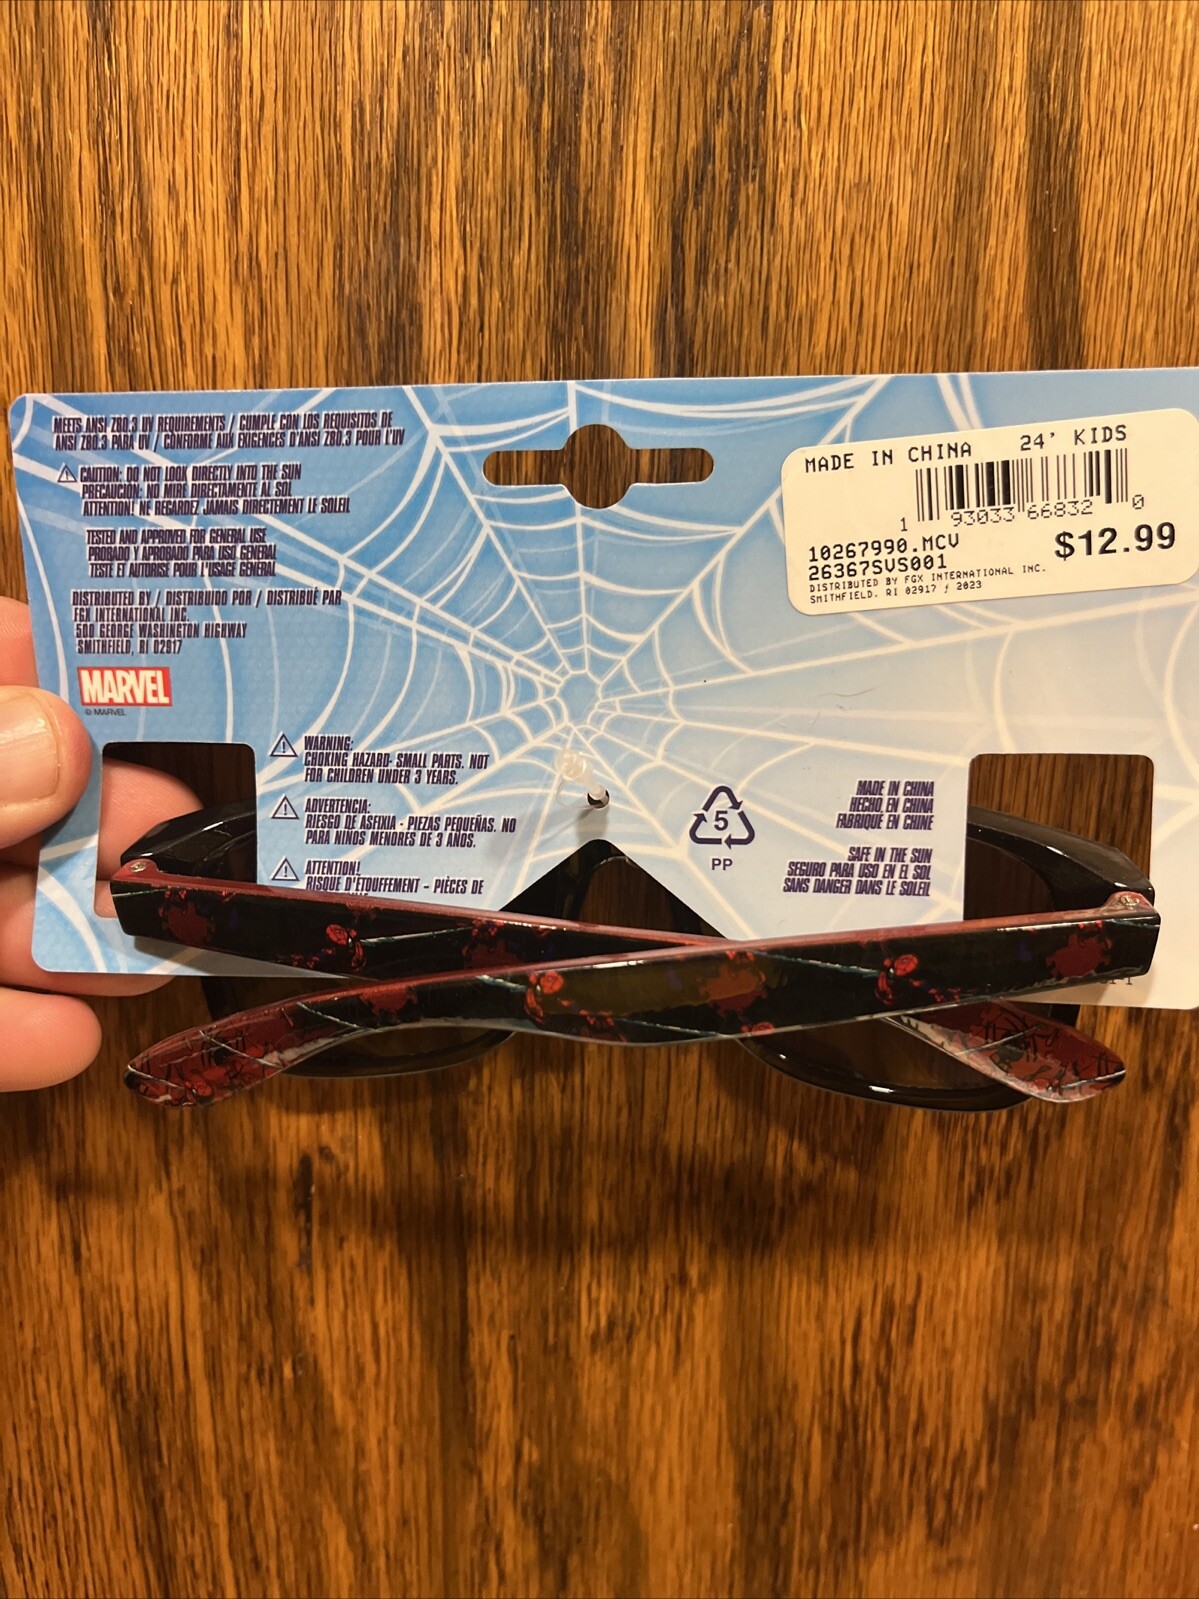 MEETS ANSI Z80.3 UV REQUIREMENTS / CUMPLE CON LOS REQUISITOS DE
ANSI Z80.3 PARA UV / CONFORME AUX EXIGENCES D'ANSI Z80.3 POUR L'UV
CAUTION: DO NOT LOOK DIRECTLY INTO THE SUN
PRECAUCIÓN: NO MIRE DIRECTAMENTE AL SOL
ATTENTION! NE REGARDEZ JAMAIS DIRECTEMENT LE SOLEIL
TESTED AND APPROVED FOR GENERAL USE
PROBADO Y APROBADO PARA USO GENERAL
TESTÉ ET AUTORISÉ POUR L'USAGE GENERAL
DISTRIBUTED BY / DISTRIBUIDO POR / DISTRIBUÉ PAR
FGX INTERNATIONAL INC.
500 GEORGE WASHINGTON HIGHWAY
SMITHFIELD, RI 02917
MARVEL
© MARVEL
MADE IN CHINA 24' KIDS
1 93033 66832 0
10267990.MCV
$12.99
26367SVS001
DISTRIBUTED BY FGX INTERNATIONAL INC.
SMITHFIELD. RI 02917 / 2023
WARNING:
CHOKING HAZARD- SMALL PARTS. NOT
FOR CHILDREN UNDER 3 YEARS.
ADVERTENCIA:
RIESGO DE ASFIXIA - PIEZAS PEQUEÑAS. NO
PARA NINOS MENORES DE 3 AÑOS.
ATTENTION!
RISQUE D'ÉTOUFFEMENT - PIÈCES DE
5
PP
MADE IN CHINA
HECHO EN CHINA
FABRIQUÉ EN CHINE
SAFE IN THE SUN
SEGURO PARA USO EN EL SOL
SANS DANGER DANS LE SOLEIL